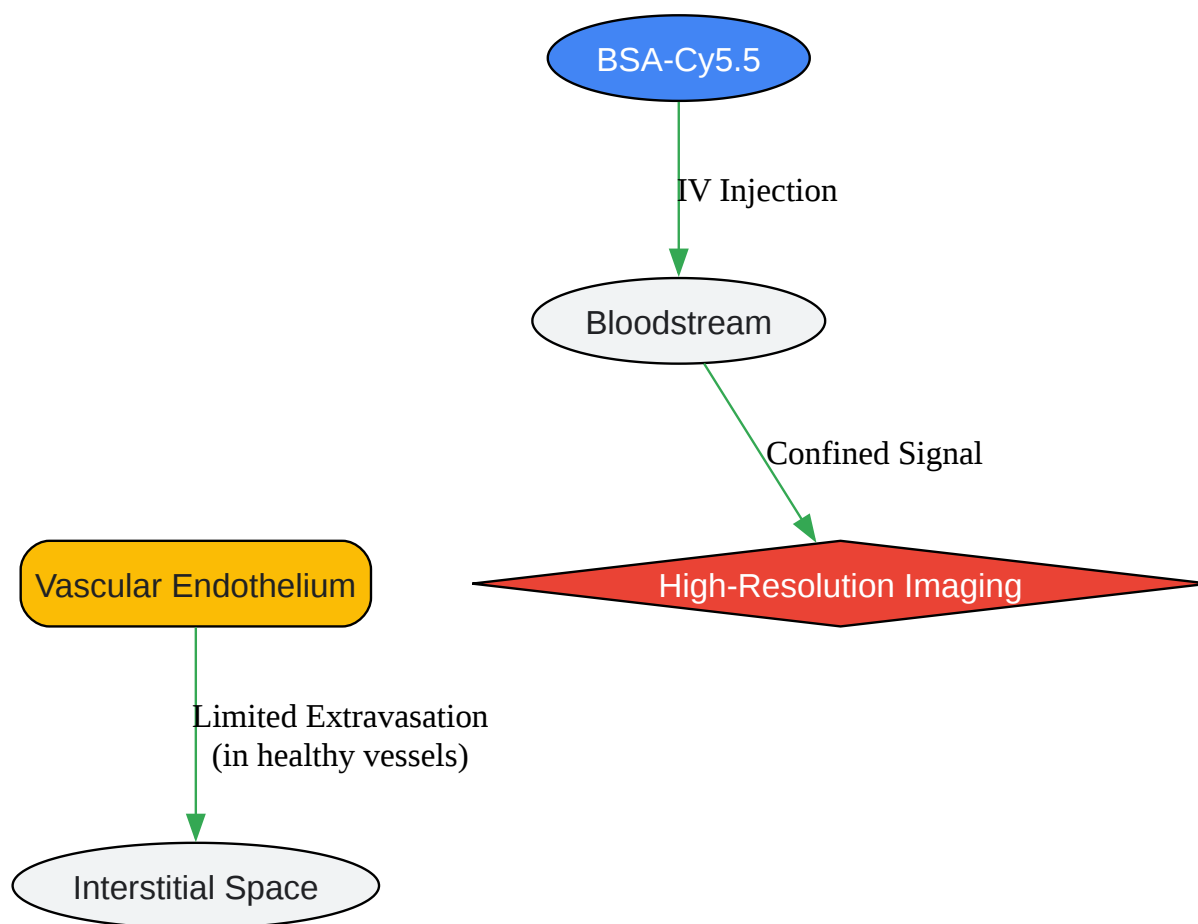 BSA-Cy5.5
IV Injection
Bloodstream
Confined Signal
Vascular Endothelium
High-Resolution Imaging
Limited Extravasation
(in healthy vessels)
Interstitial Space